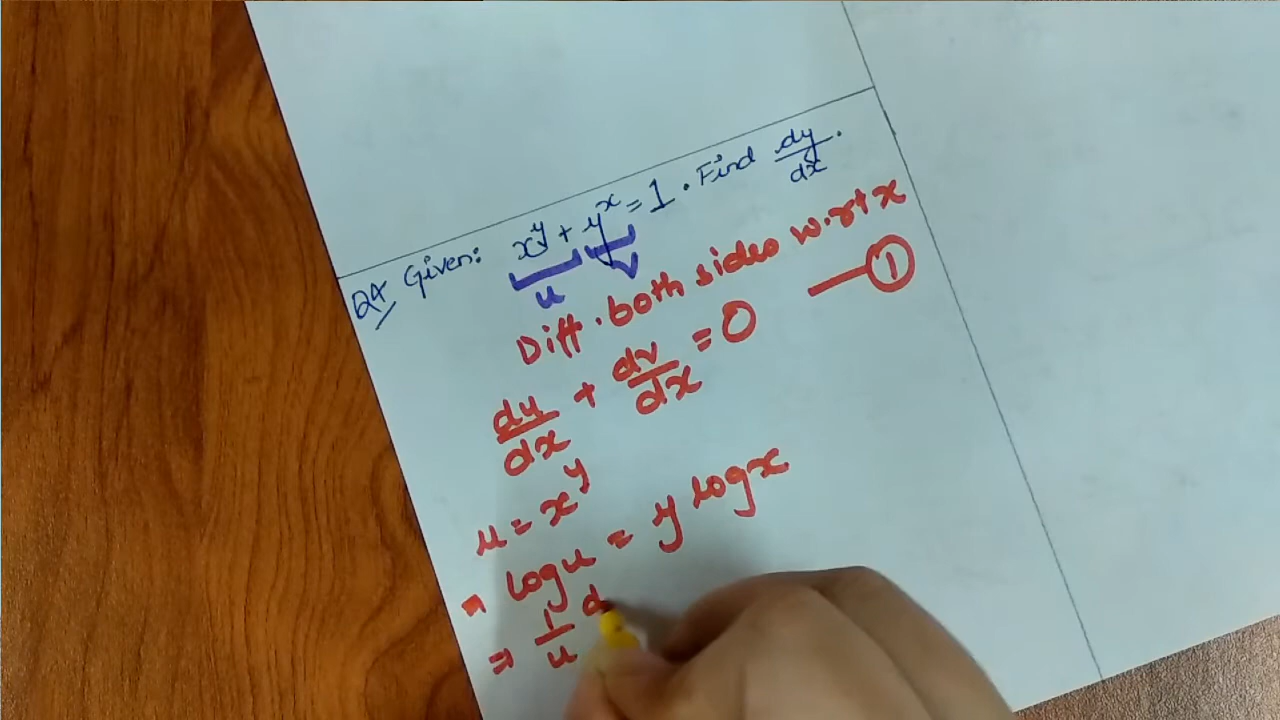 Q4 Given: x^y + y^x = 1. Find dy/dx.
u v
Diff. both sides w.r.t x
du/dx + dv/dx = 0 — 1
u = x^y
⇒ log u = y log x
⇒ 1/u d